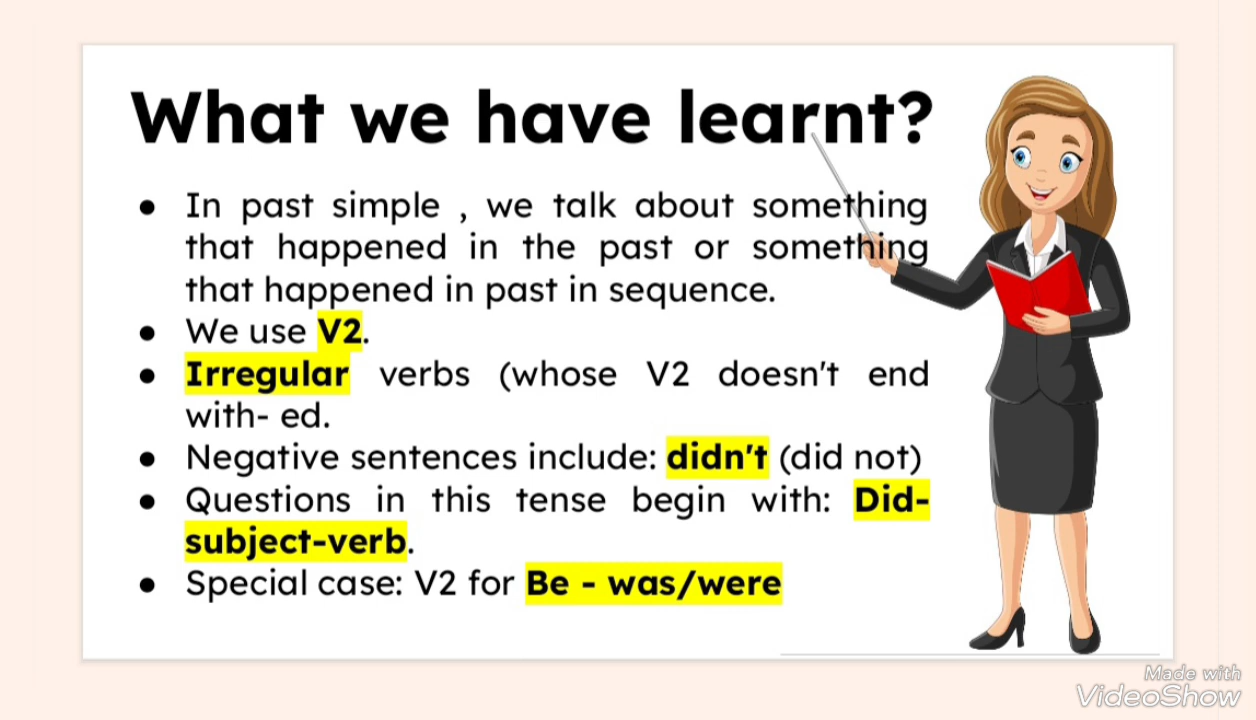 What we have learnt?
● In past simple , we talk about something
that happened in the past or something
that happened in past in sequence.
● We use V2.
● Irregular verbs (whose V2 doesn't end
with- ed.
● Negative sentences include: didn't (did not)
● Questions in this tense begin with: Did-
subject-verb.
● Special case: V2 for Be - was/were
Made with
VideoShow